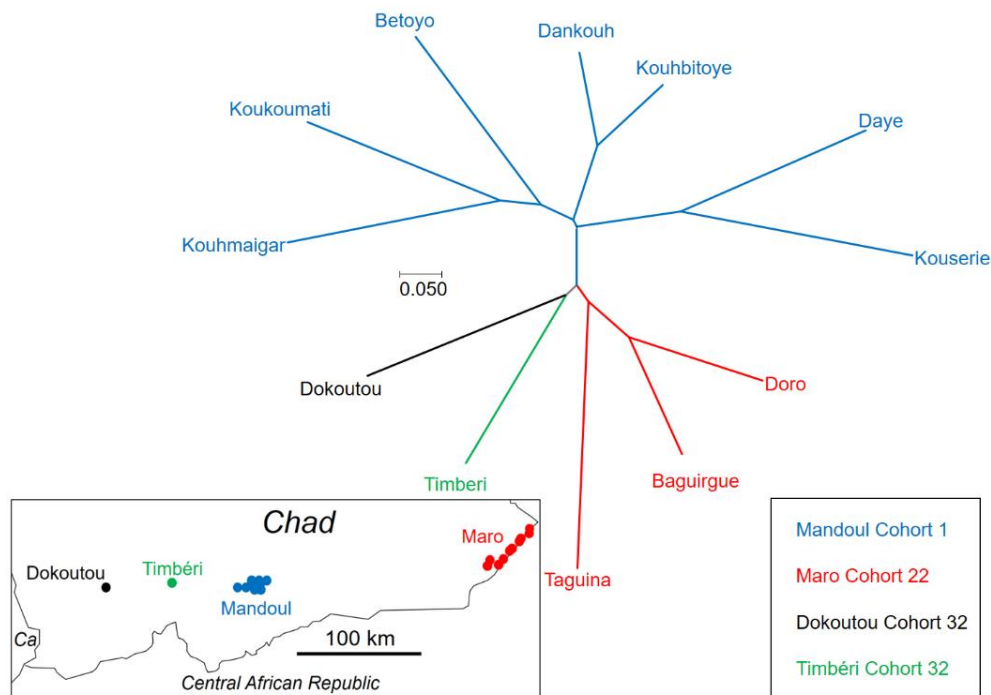 Betoyo
Dankouh
Kouhbitoye
Koukoumati
Daye
Kouhmaigar
Kouserie
0.050
Dokoutou
Doro
Timberi
Baguirgue
Taguina
Chad
Maro
Dokoutou
Timbéri
Mandoul
100 km
Ca
Central African Republic
Mandoul Cohort 1
Maro Cohort 22
Dokoutou Cohort 32
Timbéri Cohort 32